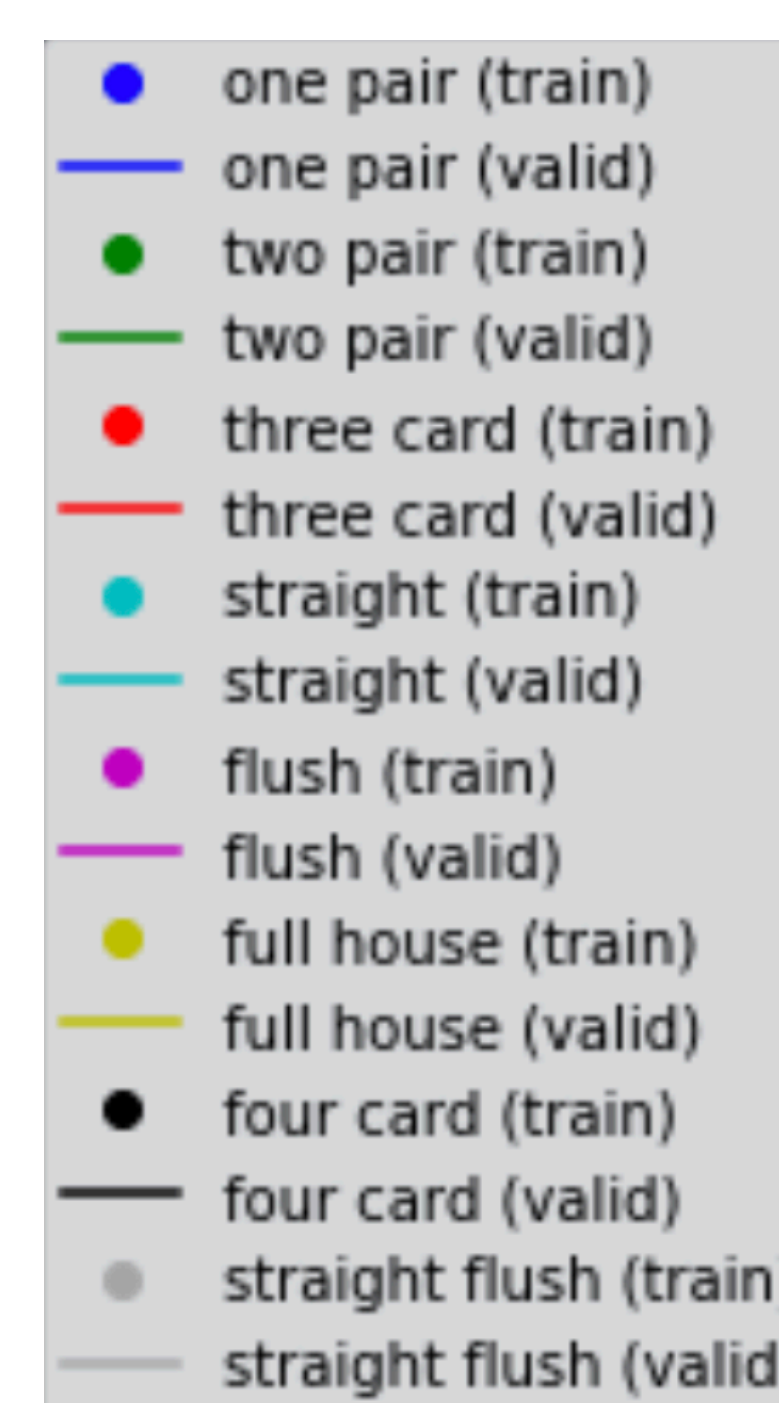 one pair (train)
one pair (valid)
two pair (train)
two pair (valid)
three card (train)
three card (valid)
straight (train)
straight (valid)
flush (train)
flush (valid)
full house (train)
full house (valid)
four card (train)
four card (valid)
straight flush (train)
straight flush (valid